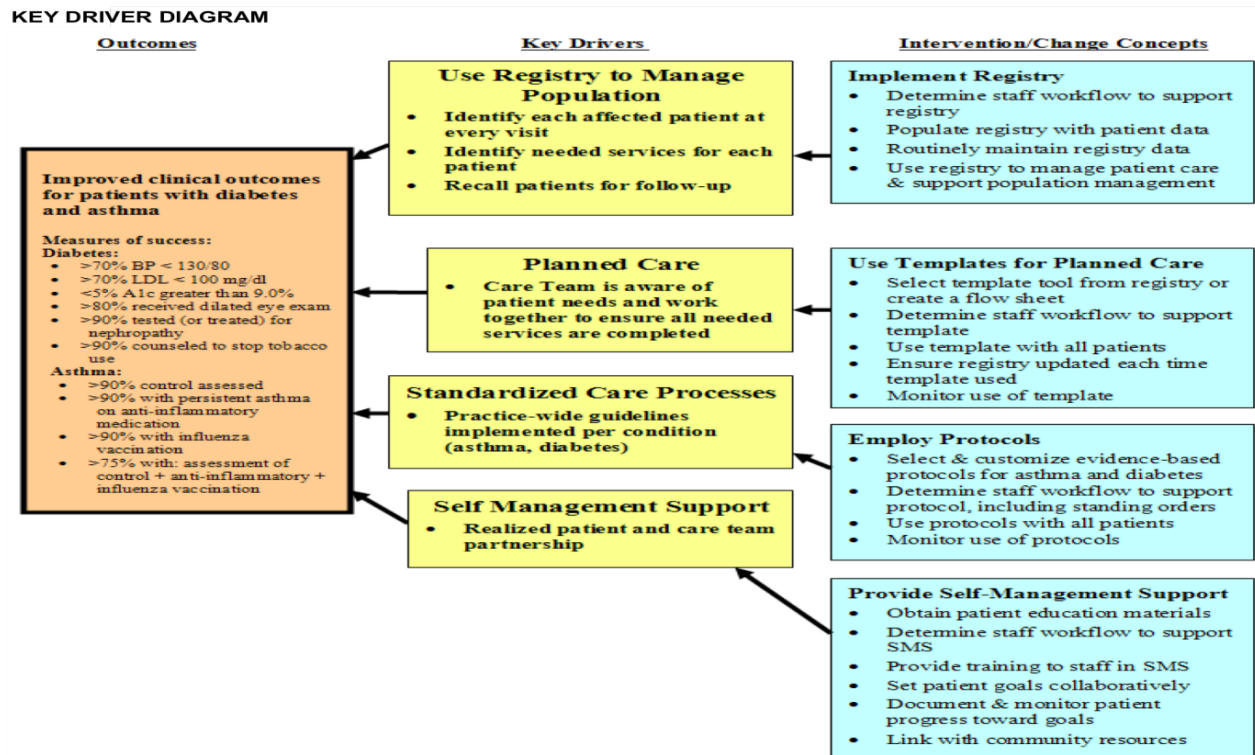 KEY DRIVER DIAGRAM
Outcomes
Key Drivers
Intervention/Change Concepts
Improved clinical outcomes
for patients with diabetes
and asthma
Measures of success:
Diabetes:
• >70% BP < 130/80
• >70% LDL < 100 mg/dl
• <5% A1c greater than 9.0%
• >80% received dilated eye exam
• >90% tested (or treated) for
nephropathy
• >90% counseled to stop tobacco
use
Asthma:
• >90% control assessed
• >90% with persistent asthma
on anti-inflammatory
medication
• >90% with influenza
vaccination
• >75% with: assessment of
control + anti-inflammatory +
influenza vaccination
Use Registry to Manage
Population
• Identify each affected patient at
every visit
• Identify needed services for each
patient
• Recall patients for follow-up
Planned Care
• Care Team is aware of
patient needs and work
together to ensure all needed
services are completed
Standardized Care Processes
• Practice-wide guidelines
implemented per condition
(asthma, diabetes)
Self Management Support
• Realized patient and care team
partnership
Implement Registry
• Determine staff workflow to support
registry
• Populate registry with patient data
• Routinely maintain registry data
• Use registry to manage patient care
& support population management
Use Templates for Planned Care
• Select template tool from registry or
create a flow sheet
• Determine staff workflow to support
template
• Use template with all patients
• Ensure registry updated each time
template used
• Monitor use of template
Employ Protocols
• Select & customize evidence-based
protocols for asthma and diabetes
• Determine staff workflow to support
protocol, including standing orders
• Use protocols with all patients
• Monitor use of protocols
Provide Self-Management Support
• Obtain patient education materials
• Determine staff workflow to support
SMS
• Provide training to staff in SMS
• Set patient goals collaboratively
• Document & monitor patient
progress toward goals
• Link with community resources